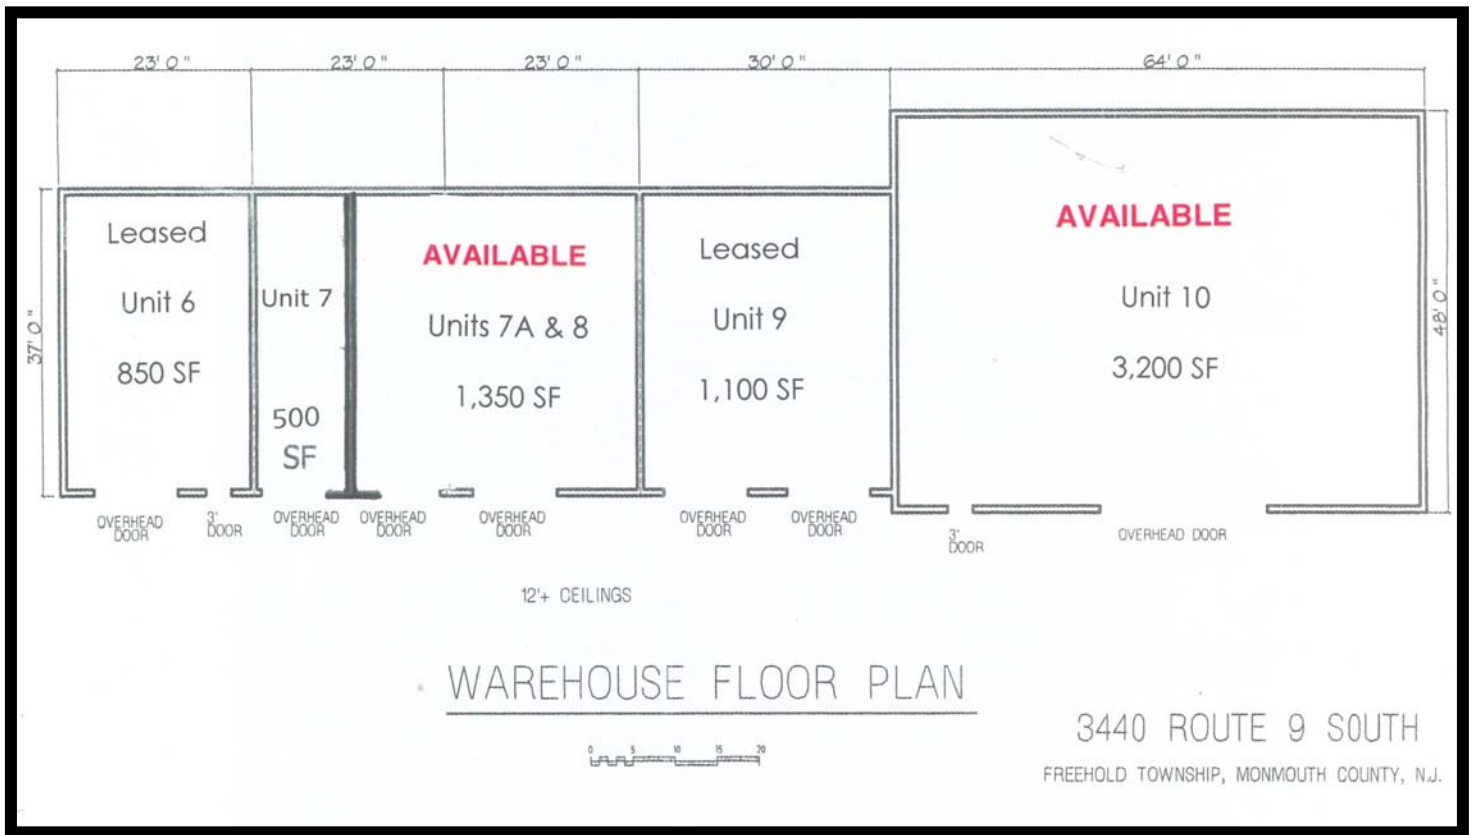 23' 0"
23' 0"
23' 0"
30' 0"
64' 0"
37' 0"
48' 0"
Leased
Unit 6
850 SF
Unit 7
500
SF
AVAILABLE
Units 7A & 8
1,350 SF
Leased
Unit 9
1,100 SF
AVAILABLE
Unit 10
3,200 SF
OVERHEAD
DOOR
3'
DOOR
OVERHEAD
DOOR
OVERHEAD
DOOR
OVERHEAD
DOOR
OVERHEAD
DOOR
OVERHEAD
DOOR
3'
DOOR
OVERHEAD DOOR
12'+ CEILINGS
WAREHOUSE FLOOR PLAN
0 5 10 15 20
3440 ROUTE 9 SOUTH
FREEHOLD TOWNSHIP, MONMOUTH COUNTY, N.J.